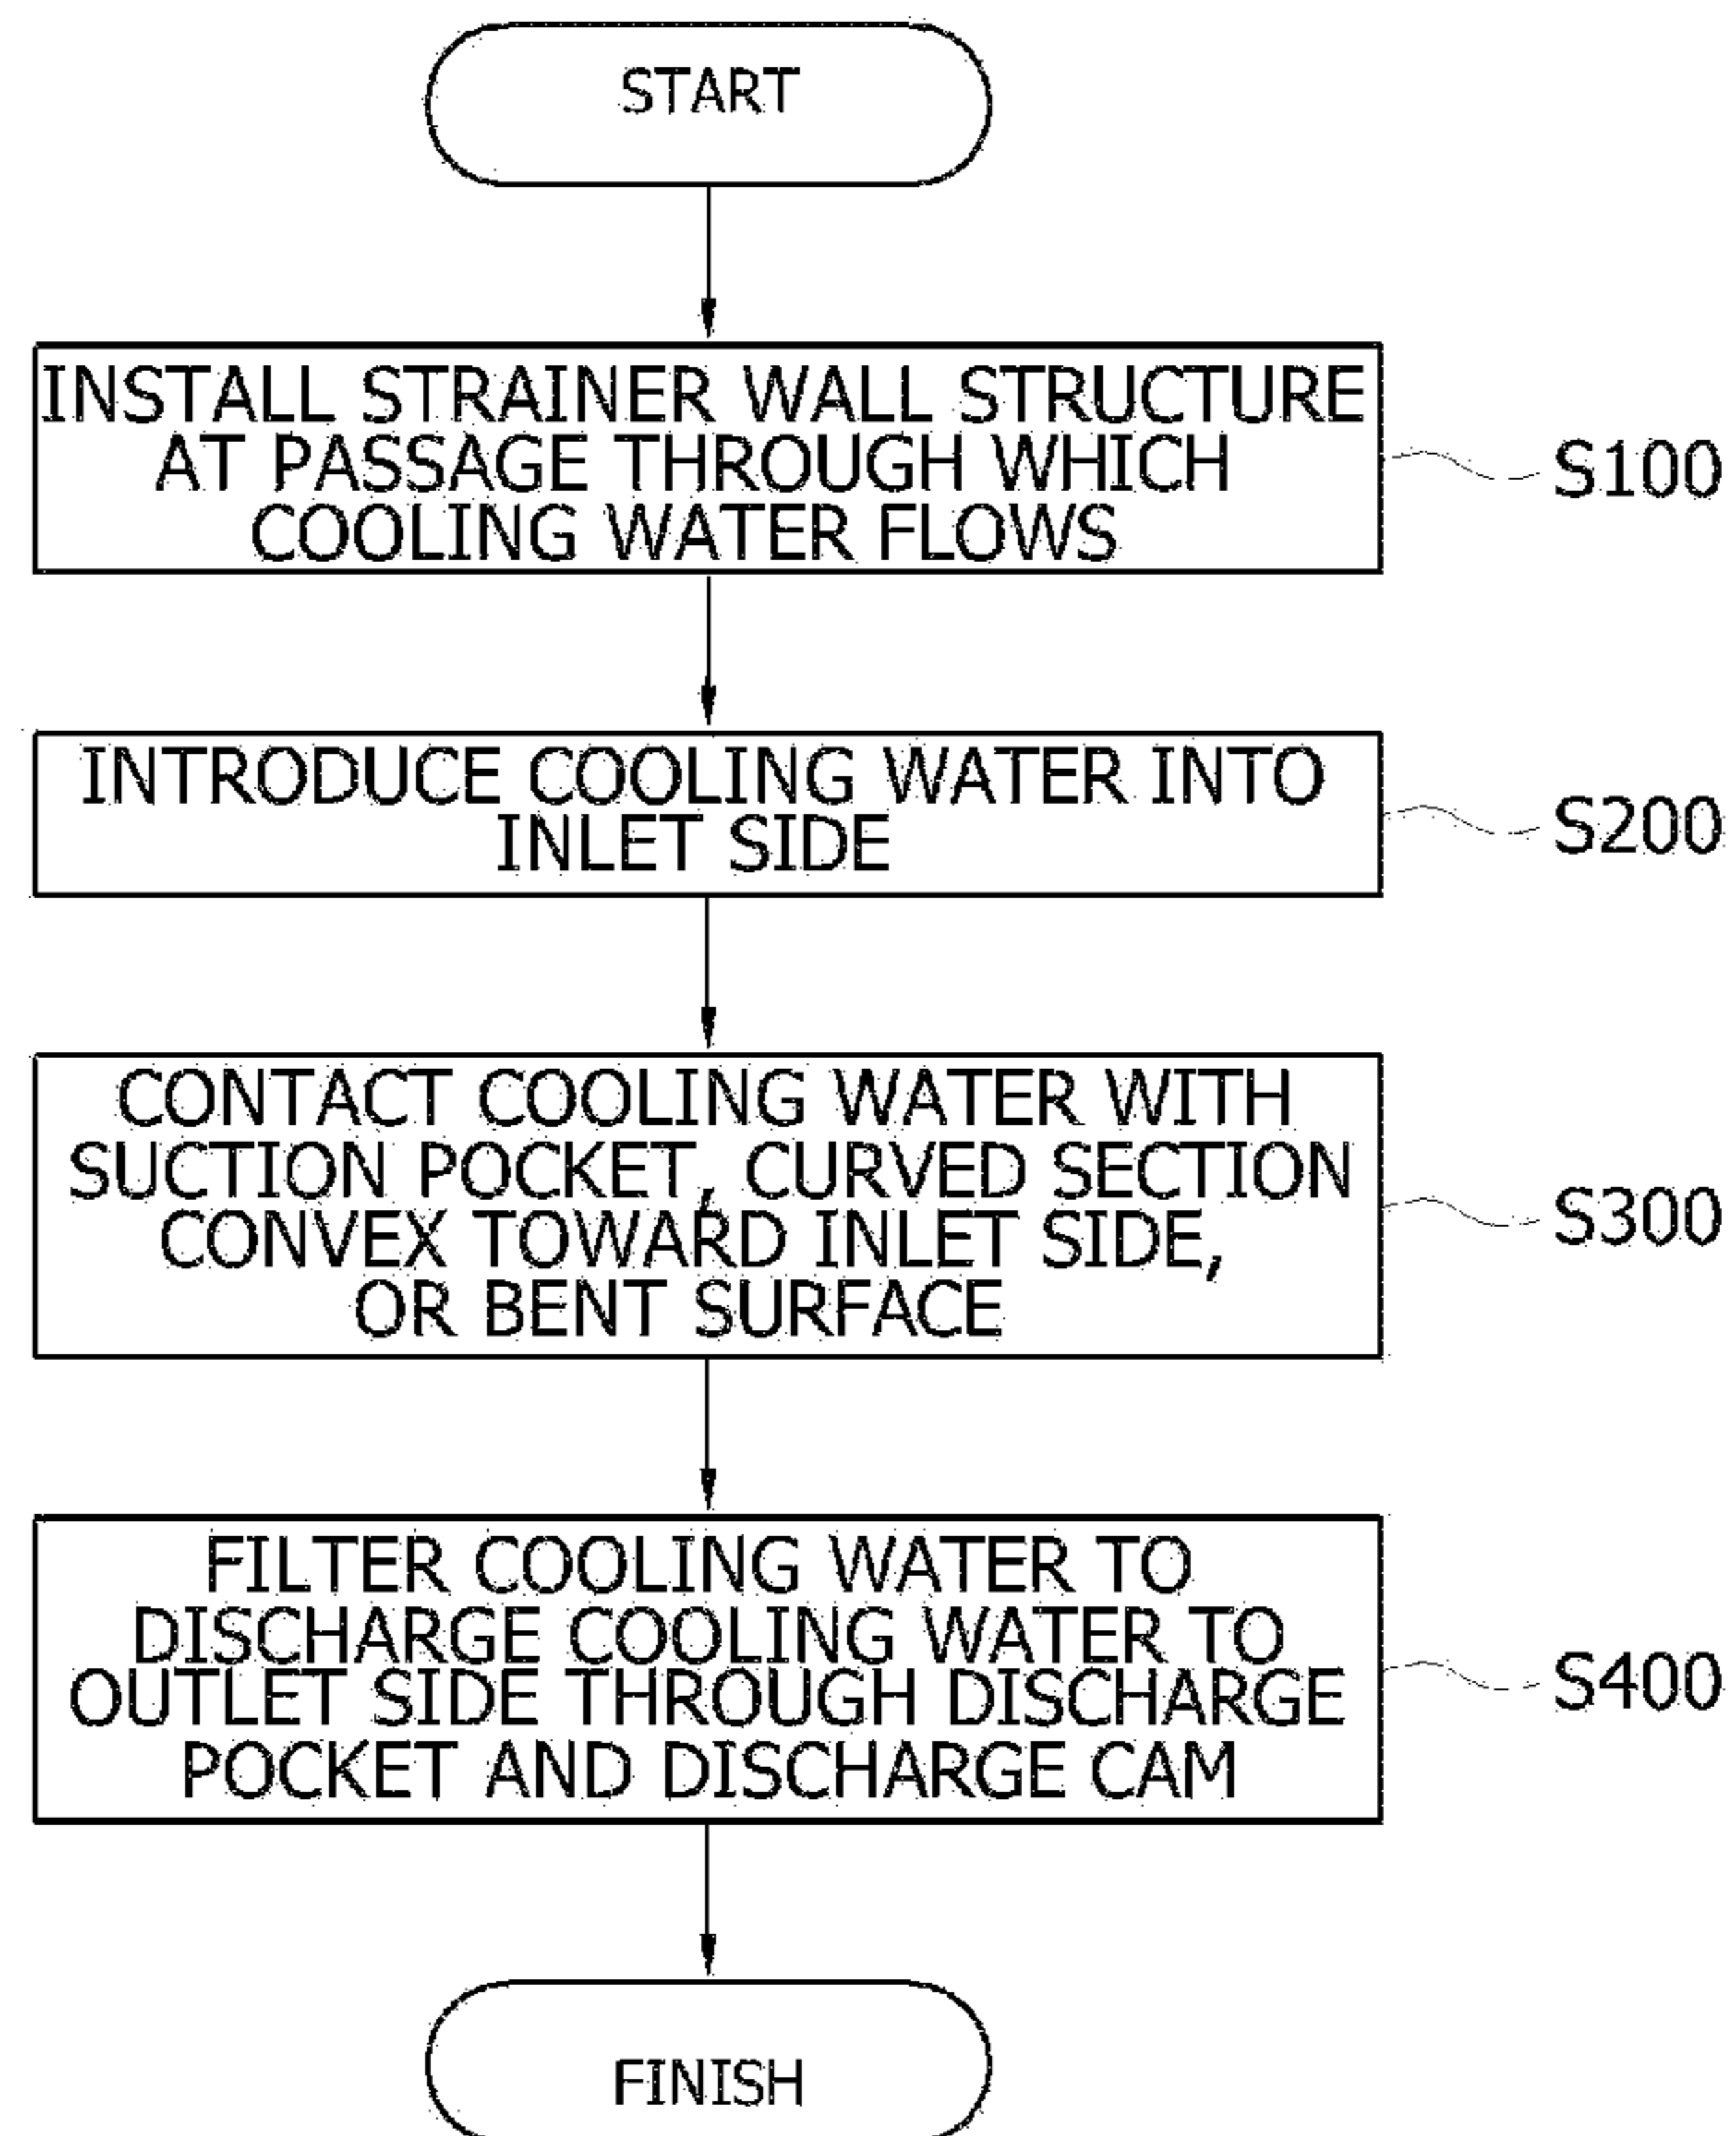 START
INSTALL STRAINER WALL STRUCTURE
AT PASSAGE THROUGH WHICH
COOLING WATER FLOWS
S100
INTRODUCE COOLING WATER INTO
INLET SIDE
S200
CONTACT COOLING WATER WITH
SUCTION POCKET, CURVED SECTION
CONVEX TOWARD INLET SIDE,
OR BENT SURFACE
S300
FILTER COOLING WATER TO
DISCHARGE COOLING WATER TO
OUTLET SIDE THROUGH DISCHARGE
POCKET AND DISCHARGE CAM
S400
FINISH